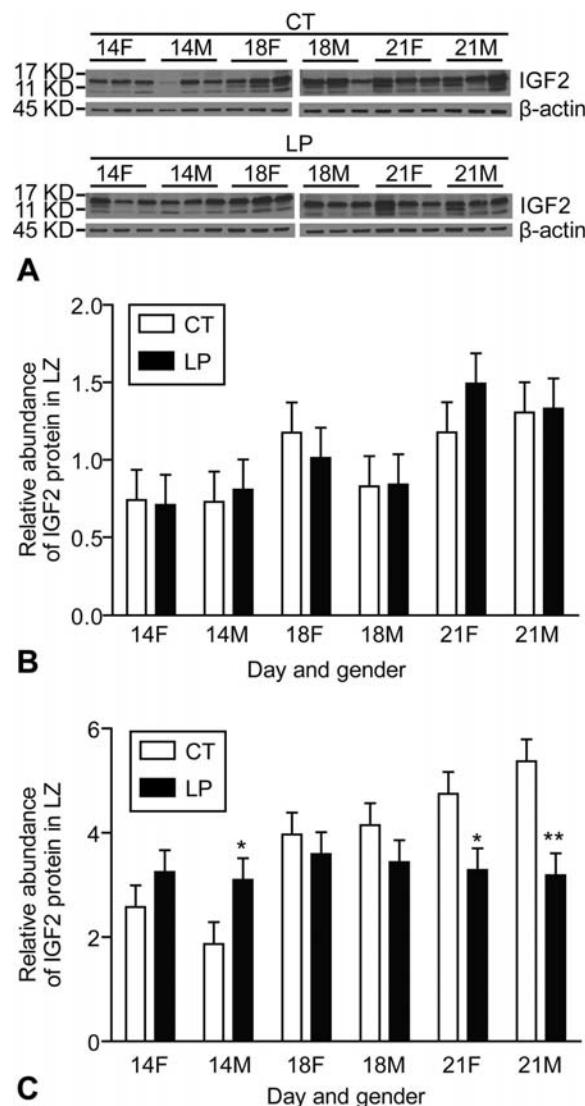 CT
14F 14M 18F 18M 21F 21M
17 KD
11 KD
IGF2
45 KD
β-actin
LP
14F 14M 18F 18M 21F 21M
17 KD
11 KD
IGF2
45 KD
β-actin
A
2.0
1.5
1.0
0.5
0.0
CT
LP
Relative abundance
of IGF2 protein in LZ
14F 14M 18F 18M 21F 21M
Day and gender
B
6
4
2
0
CT
LP
* * **
Relative abundance
of IGF2 protein in LZ
14F 14M 18F 18M 21F 21M
Day and gender
C